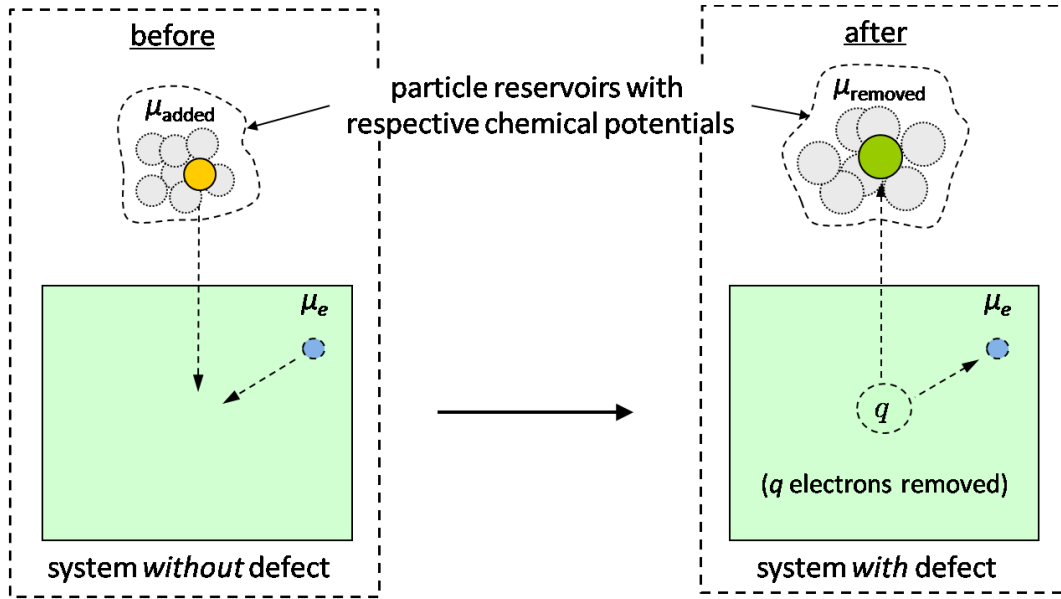 before
after
μadded
particle reservoirs with
respective chemical potentials
μremoved
μe
μe
q
(q electrons removed)
system without defect
system with defect